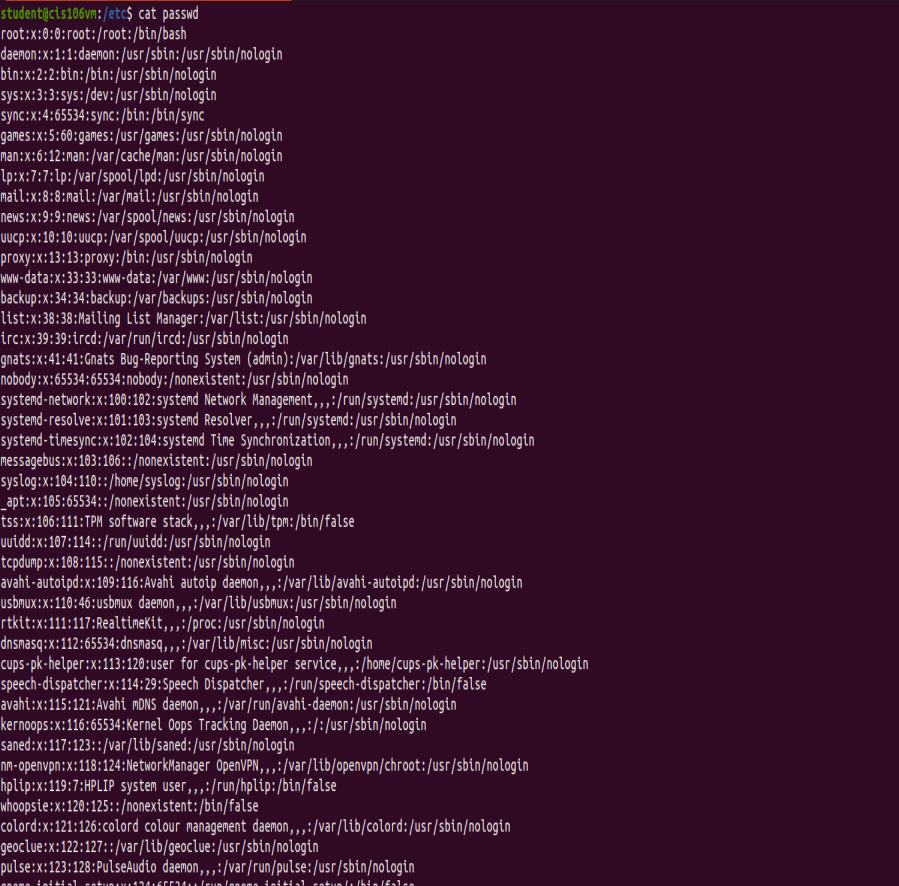 student@cis106vm:/etc$ cat passwd
root:x:0:0:root:/root:/bin/bash
daemon:x:1:1:daemon:/usr/sbin:/usr/sbin/nologin
bin:x:2:2:bin:/bin:/usr/sbin/nologin
sys:x:3:3:sys:/dev:/usr/sbin/nologin
sync:x:4:65534:sync:/bin:/bin/sync
games:x:5:60:games:/usr/games:/usr/sbin/nologin
man:x:6:12:man:/var/cache/man:/usr/sbin/nologin
lp:x:7:7:lp:/var/spool/lpd:/usr/sbin/nologin
mail:x:8:8:mail:/var/mail:/usr/sbin/nologin
news:x:9:9:news:/var/spool/news:/usr/sbin/nologin
uucp:x:10:10:uucp:/var/spool/uucp:/usr/sbin/nologin
proxy:x:13:13:proxy:/bin:/usr/sbin/nologin
www-data:x:33:33:www-data:/var/www:/usr/sbin/nologin
backup:x:34:34:backup:/var/backups:/usr/sbin/nologin
list:x:38:38:Mailing List Manager:/var/list:/usr/sbin/nologin
irc:x:39:39:ircd:/var/run/ircd:/usr/sbin/nologin
gnats:x:41:41:Gnats Bug-Reporting System (admin):/var/lib/gnats:/usr/sbin/nologin
nobody:x:65534:65534:nobody:/nonexistent:/usr/sbin/nologin
systemd-network:x:100:102:systemd Network Management,,,:/run/systemd:/usr/sbin/nologin
systemd-resolve:x:101:103:systemd Resolver,,,:/run/systemd:/usr/sbin/nologin
systemd-timesync:x:102:104:systemd Time Synchronization,,,:/run/systemd:/usr/sbin/nologin
messagebus:x:103:106::/nonexistent:/usr/sbin/nologin
syslog:x:104:110::/home/syslog:/usr/sbin/nologin
_apt:x:105:65534::/nonexistent:/usr/sbin/nologin
tss:x:106:111:TPM software stack,,,:/var/lib/tpm:/bin/false
uuidd:x:107:114::/run/uuidd:/usr/sbin/nologin
tcpdump:x:108:115::/nonexistent:/usr/sbin/nologin
avahi-autoipd:x:109:116:Avahi autoip daemon,,,:/var/lib/avahi-autoipd:/usr/sbin/nologin
usbmux:x:110:46:usbmux daemon,,,:/var/lib/usbmux:/usr/sbin/nologin
rtkit:x:111:117:RealtimeKit,,,:/proc:/usr/sbin/nologin
dnsmasq:x:112:65534:dnsmasq,,,:/var/lib/misc:/usr/sbin/nologin
cups-pk-helper:x:113:120:user for cups-pk-helper service,,,:/home/cups-pk-helper:/usr/sbin/nologin
speech-dispatcher:x:114:29:Speech Dispatcher,,,:/run/speech-dispatcher:/bin/false
avahi:x:115:121:Avahi mDNS daemon,,,:/var/run/avahi-daemon:/usr/sbin/nologin
kernoops:x:116:65534:Kernel Oops Tracking Daemon,,,:/:/usr/sbin/nologin
saned:x:117:123::/var/lib/saned:/usr/sbin/nologin
nm-openvpn:x:118:124:NetworkManager OpenVPN,,,:/var/lib/openvpn/chroot:/usr/sbin/nologin
hplip:x:119:7:HPLIP system user,,,:/run/hplip:/bin/false
whoopsie:x:120:125::/nonexistent:/bin/false
colord:x:121:126:colord colour management daemon,,,:/var/lib/colord:/usr/sbin/nologin
geoclue:x:122:127::/var/lib/geoclue:/usr/sbin/nologin
pulse:x:123:128:PulseAudio daemon,,,:/var/run/pulse:/usr/sbin/nologin
gnome-initial-setup:x:124:65534::/run/gnome-initial-setup/:/bin/false